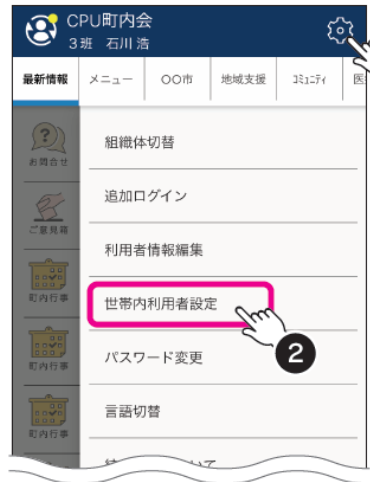 CPU町内会
3班 石川 浩
最新情報 メニュー 〇〇市 地域支援 コミュニティ 医
お問合せ
ご意見箱
町内行事
町内行事
町内行事
組織体切替
追加ログイン
利用者情報編集
世帯内利用者設定
2
パスワード変更
言語切替